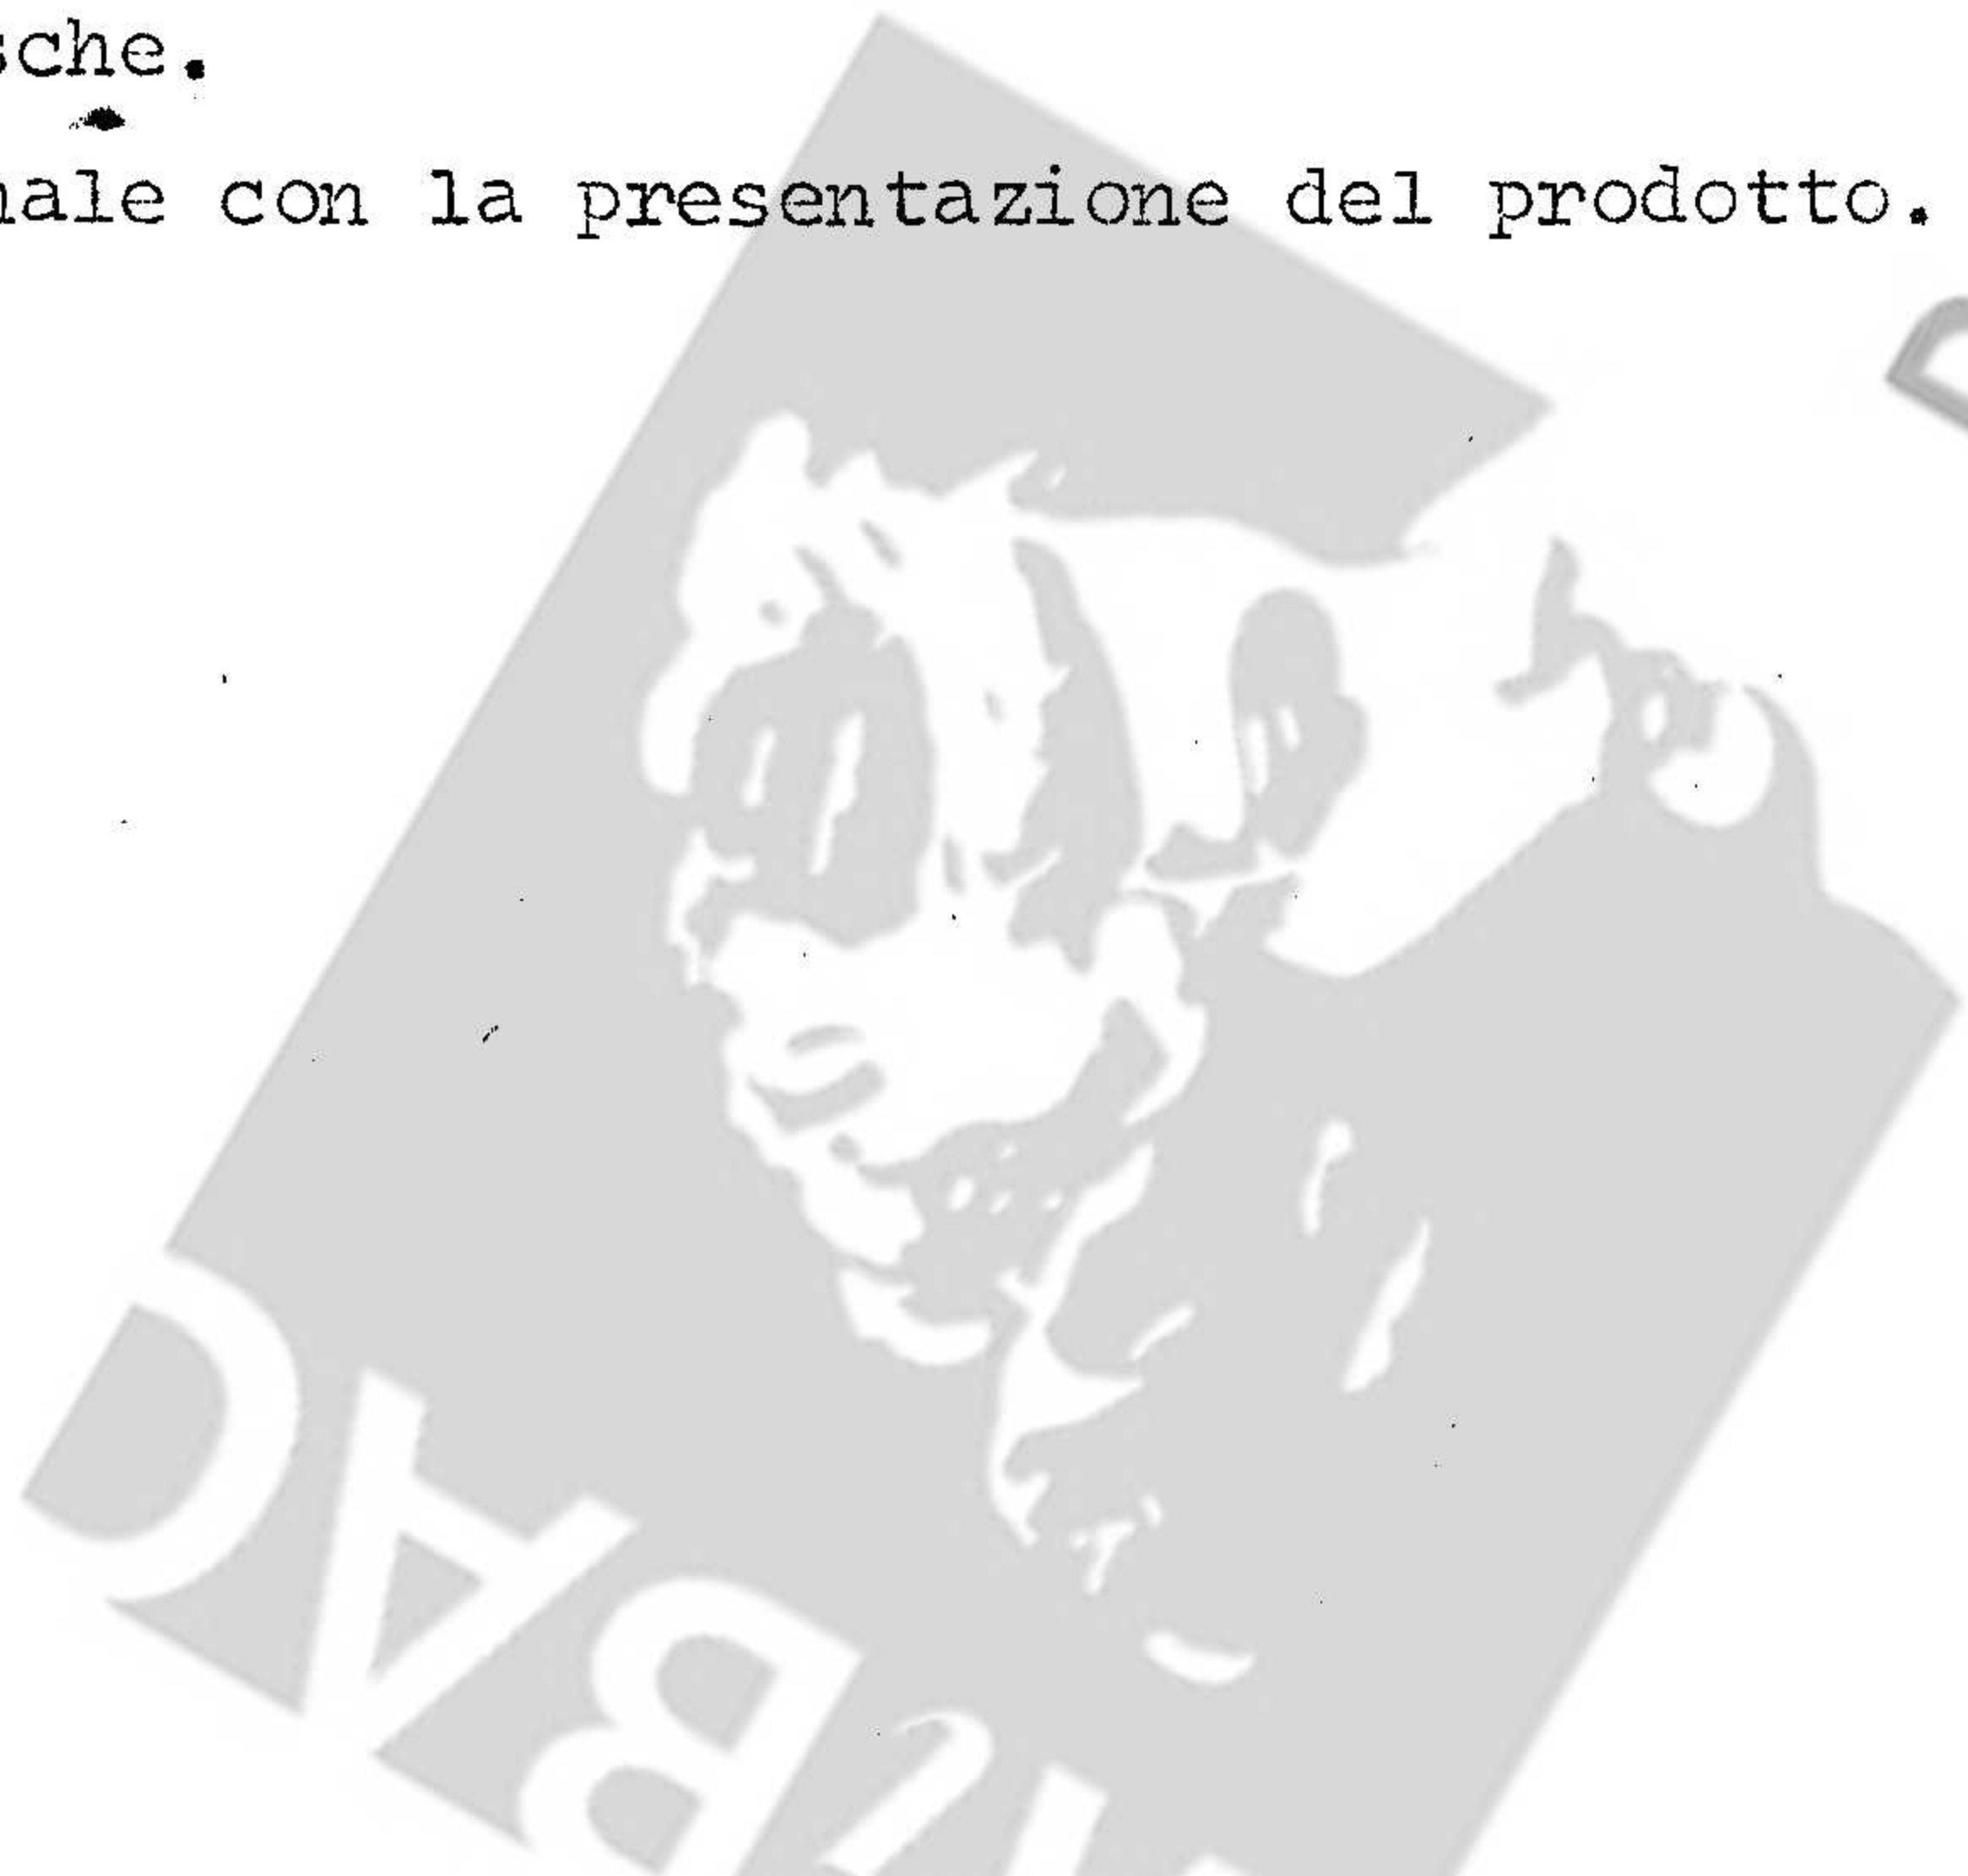 sche.
nale con la presentazione del prodotto.